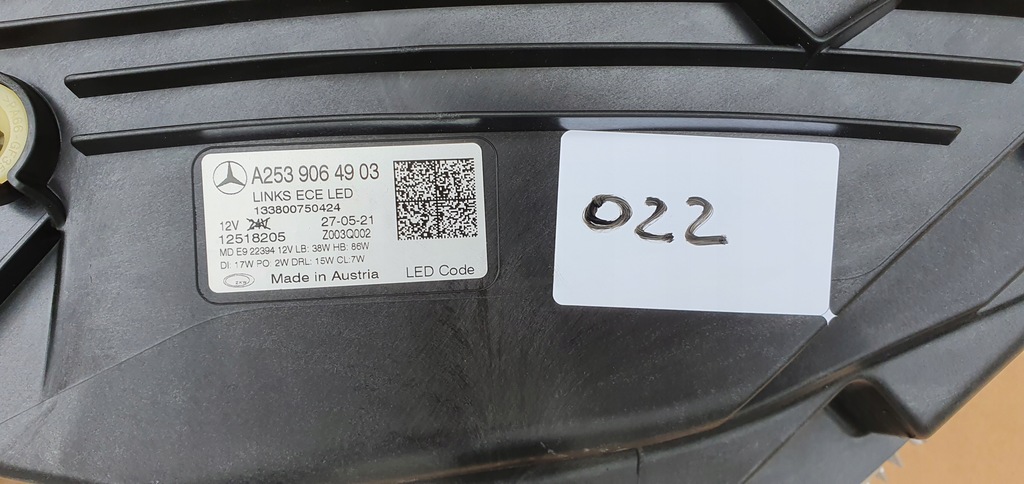 A253 906 49 03
LINKS ECE LED
133800750424
12V 24V 27-05-21
12518205 Z003Q002
MD E9 22394 12V LB: 38W HB: 86W
DI: 17W PO: 2W DRL: 15W CL:7W
ZKW Made in Austria LED Code
022